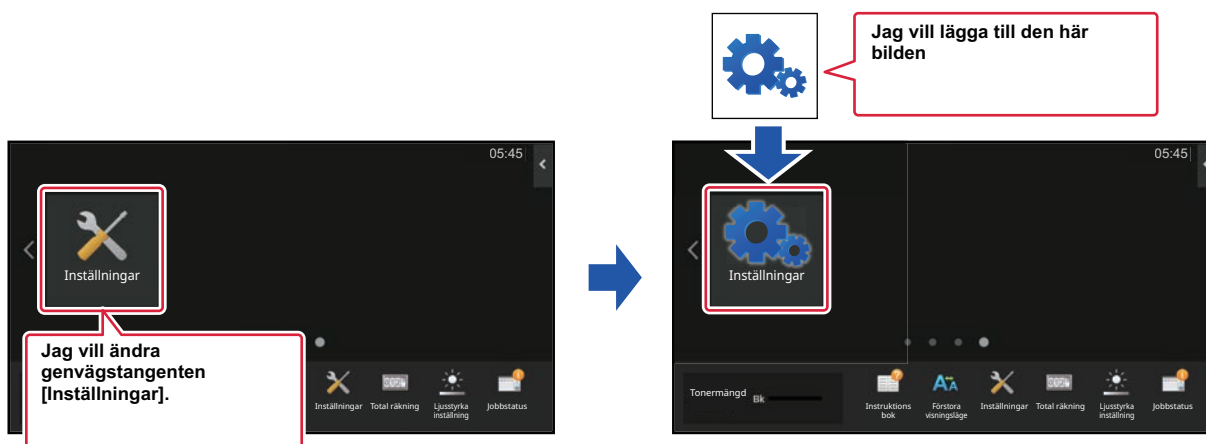 Jag vill lägga till den här
bilden
05:45
Inställningar
Jag vill ändra
genvägstangenten
[Inställningar].
Inställningar
Total räkning
Ljusstyrka
inställning
Jobbstatus
05:45
Inställningar
Tonermängd
Bk
Instruktions
bok
Förstora
visningsläge
Inställningar
Total räkning
Ljusstyrka
inställning
Jobbstatus